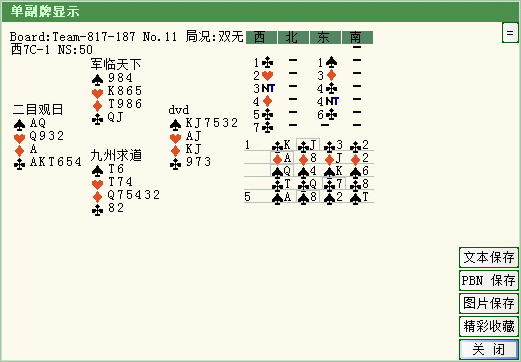 单副牌显示
Board:Team-817-187 No.11 局况:双无
西7C-1 NS:50
西 北 东 南
–
1♣ – 1♠ –
2♥ – 3♦ –
3NT – 4♠ –
4♦ – 4NT –
5♣ – 6♣ –
7♣ – –
=
军临天下
♠984
♥K865
♦T986
♣QJ
二目观日
♠AQ
♥Q932
♦A
♣AKT654
dvd
♠KJ7532
♥AJ
♦KJ
♣973
九州求道
♠T6
♥T74
♦Q75432
♣82
1 ♣K ♣J ♣3 ♣2
♦A ♦8 ♦J ♦2
♠Q ♠4 ♠K ♠6
♣T ♣Q ♣7 ♣8
5 ♠A ♠8 ♠2 ♠T
文本保存
PBN 保存
图片保存
精彩收藏
关 闭